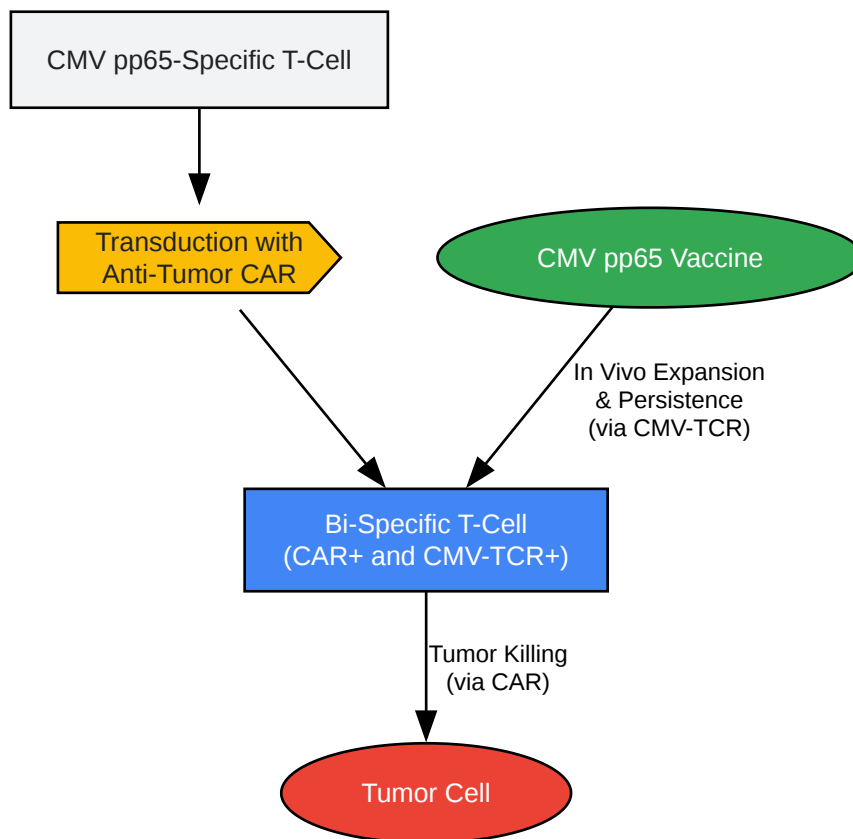 CMV pp65-Specific T-Cell
Transduction with
Anti-Tumor CAR
CMV pp65 Vaccine
In Vivo Expansion
& Persistence
(via CMV-TCR)
Bi-Specific T-Cell
(CAR+ and CMV-TCR+)
Tumor Killing
(via CAR)
Tumor Cell